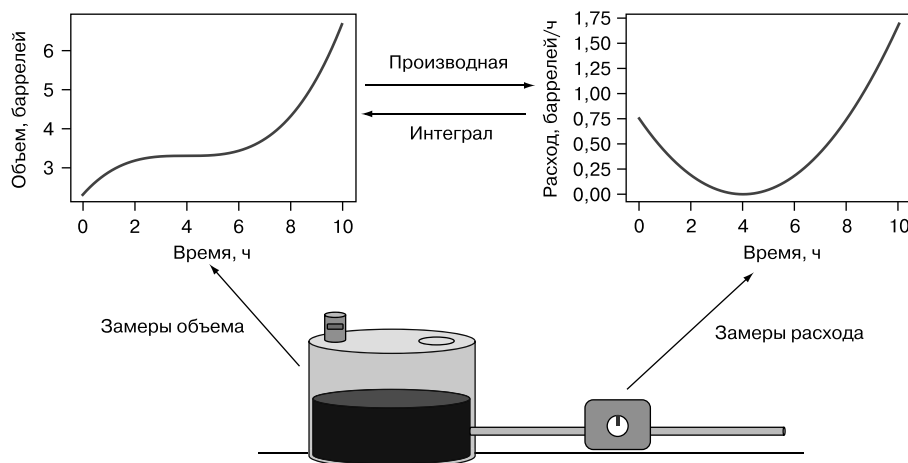 Объем, баррелей
6
5
4
3
0 2 4 6 8 10
Время, ч
Производная
Интеграл
Расход, баррелей/ч
1,75
1,50
1,25
1,00
0,75
0,50
0,25
0,00
0 2 4 6 8 10
Время, ч
Замеры объема
Замеры расхода